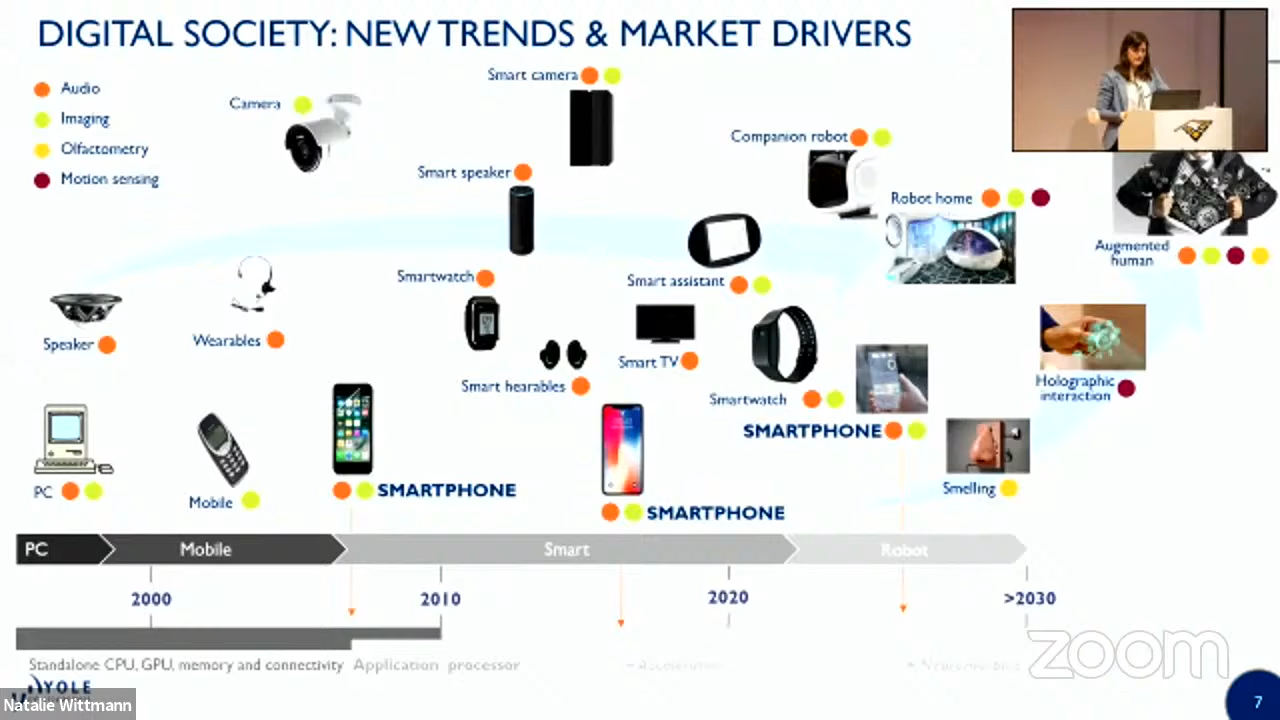 DIGITAL SOCIETY: NEW TRENDS & MARKET DRIVERS
Audio
Imaging
Olfactometry
Motion sensing
Camera
Smart camera
Smart speaker
Companion robot
Robot home
Augmented
human
Smartwatch
Smart assistant
Speaker
Wearables
Smart hearables
Smart TV
Smartwatch
Holographic
interaction
SMARTPHONE
PC
Mobile
SMARTPHONE
SMARTPHONE
Smelling
PC
Mobile
Smart
Robot
2000
2010
2020
>2030
Standalone CPU, GPU, memory and connectivity
Application processor
zoom
YOLE
Natalie Wittmann
7